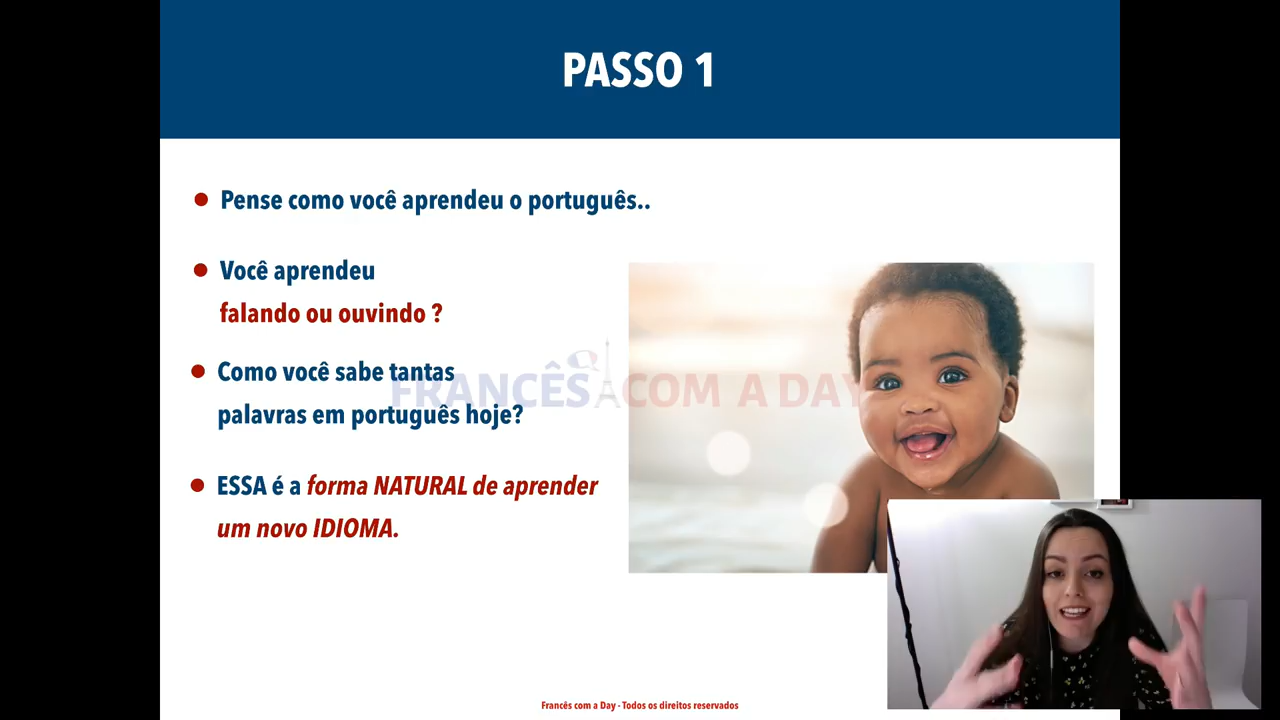 PASSO 1
Pense como você aprendeu o português..
Você aprendeu
falando ou ouvindo ?
Como você sabe tantas
palavras em português hoje?
FRANCÊS COM A DAY
ESSA é a forma NATURAL de aprender
um novo IDIOMA.
Francês com a Day - Todos os direitos reservados